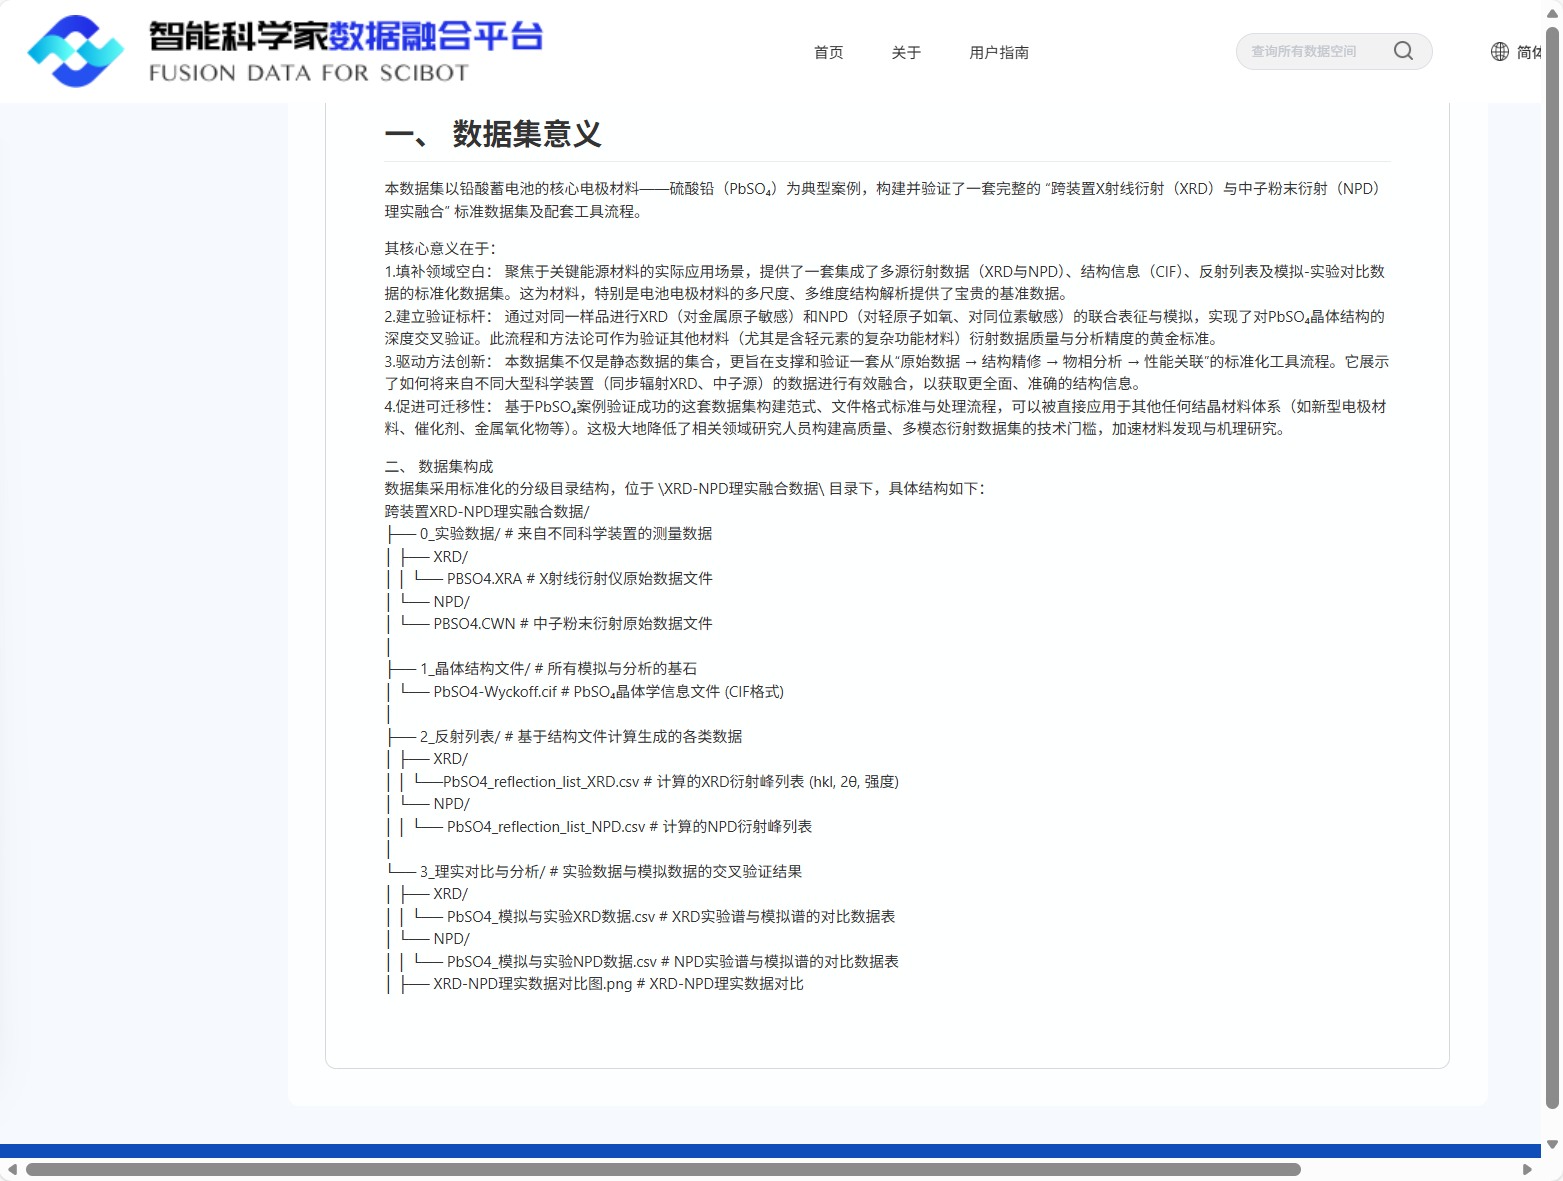 智能科学家数据融合平台
FUSION DATA FOR SCIBOT
首页 关于 用户指南 查询所有数据空间 简体
一、 数据集意义
本数据集以铅酸蓄电池的核心电极材料——硫酸铅（PbSO₄）为典型案例，构建并验证了一套完整的 “跨装置X射线衍射（XRD）与中子粉末衍射（NPD）
理实融合” 标准数据集及配套工具流程。
其核心意义在于：
1.填补领域空白： 聚焦于关键能源材料的实际应用场景，提供了一套集成了多源衍射数据（XRD与NPD）、结构信息（CIF）、反射列表及模拟-实验对比数
据的标准化数据集。这为材料，特别是电池电极材料的多尺度、多维度结构解析提供了宝贵的基准数据。
2.建立验证标杆： 通过对同一样品进行XRD（对金属原子敏感）和NPD（对轻原子如氧、对同位素敏感）的联合表征与模拟，实现了对PbSO₄晶体结构的
深度交叉验证。此流程和方法论可作为验证其他材料（尤其是含轻元素的复杂功能材料）衍射数据质量与分析精度的黄金标准。
3.驱动方法创新： 本数据集不仅是静态数据的集合，更旨在支撑和验证一套从“原始数据 → 结构精修 → 物相分析 → 性能关联”的标准化工具流程。它展示
了如何将来自不同大型科学装置（同步辐射XRD、中子源）的数据进行有效融合，以获取更全面、准确的结构信息。
4.促进可迁移性： 基于PbSO₄案例验证成功的这套数据集构建范式、文件格式标准与处理流程，可以被直接应用于其他任何结晶材料体系（如新型电极材
料、催化剂、金属氧化物等）。这极大地降低了相关领域研究人员构建高质量、多模态衍射数据集的技术门槛，加速材料发现与机理研究。
二、 数据集构成
数据集采用标准化的分级目录结构，位于 \XRD-NPD理实融合数据\ 目录下，具体结构如下：
跨装置XRD-NPD理实融合数据/
├── 0_实验数据/ # 来自不同科学装置的测量数据
│ ├── XRD/
│ │ └── PBSO4.XRA # X射线衍射仪原始数据文件
│ └── NPD/
│ └── PBSO4.CWN # 中子粉末衍射原始数据文件
│
├── 1_晶体结构文件/ # 所有模拟与分析的基石
│ └── PbSO4-Wyckoff.cif # PbSO₄晶体学信息文件 (CIF格式)
│
├── 2_反射列表/ # 基于结构文件计算生成的各类数据
│ ├── XRD/
│ │ └──PbSO4_reflection_list_XRD.csv # 计算的XRD衍射峰列表 (hkl, 2θ, 强度)
│ └── NPD/
│ │ └── PbSO4_reflection_list_NPD.csv # 计算的NPD衍射峰列表
│
└── 3_理实对比与分析/ # 实验数据与模拟数据的交叉验证结果
│ ├── XRD/
│ │ └── PbSO4_模拟与实验XRD数据.csv # XRD实验谱与模拟谱的对比数据表
│ └── NPD/
│ │ └── PbSO4_模拟与实验NPD数据.csv # NPD实验谱与模拟谱的对比数据表
│ ├── XRD-NPD理实数据对比图.png # XRD-NPD理实数据对比